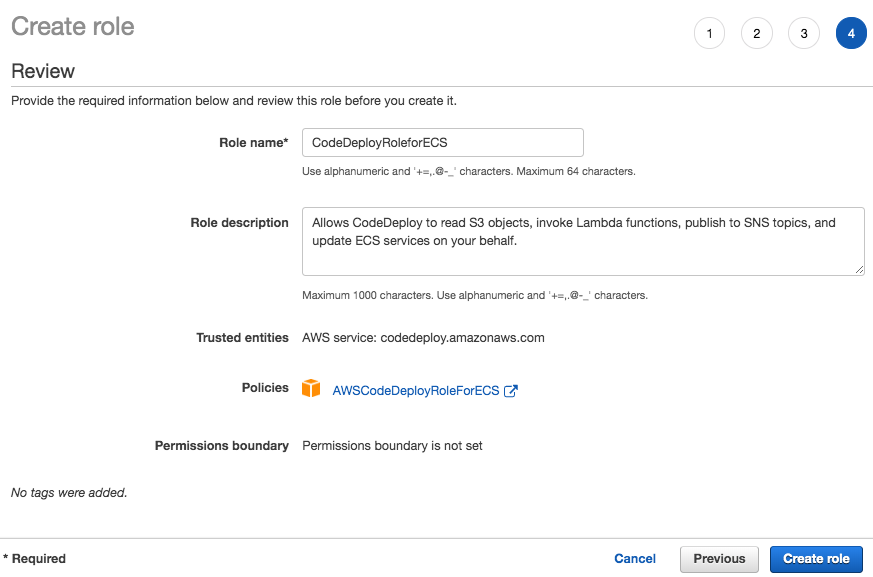 Create role
1 2 3 4
Review
Provide the required information below and review this role before you create it.
Role name* CodeDeployRoleforECS
Use alphanumeric and '+=,.@-_' characters. Maximum 64 characters.
Role description Allows CodeDeploy to read S3 objects, invoke Lambda functions, publish to SNS topics, and
update ECS services on your behalf.
Maximum 1000 characters. Use alphanumeric and '+=,.@-_' characters.
Trusted entities AWS service: codedeploy.amazonaws.com
Policies AWSCodeDeployRoleForECS
Permissions boundary Permissions boundary is not set
No tags were added.
* Required Cancel Previous Create role